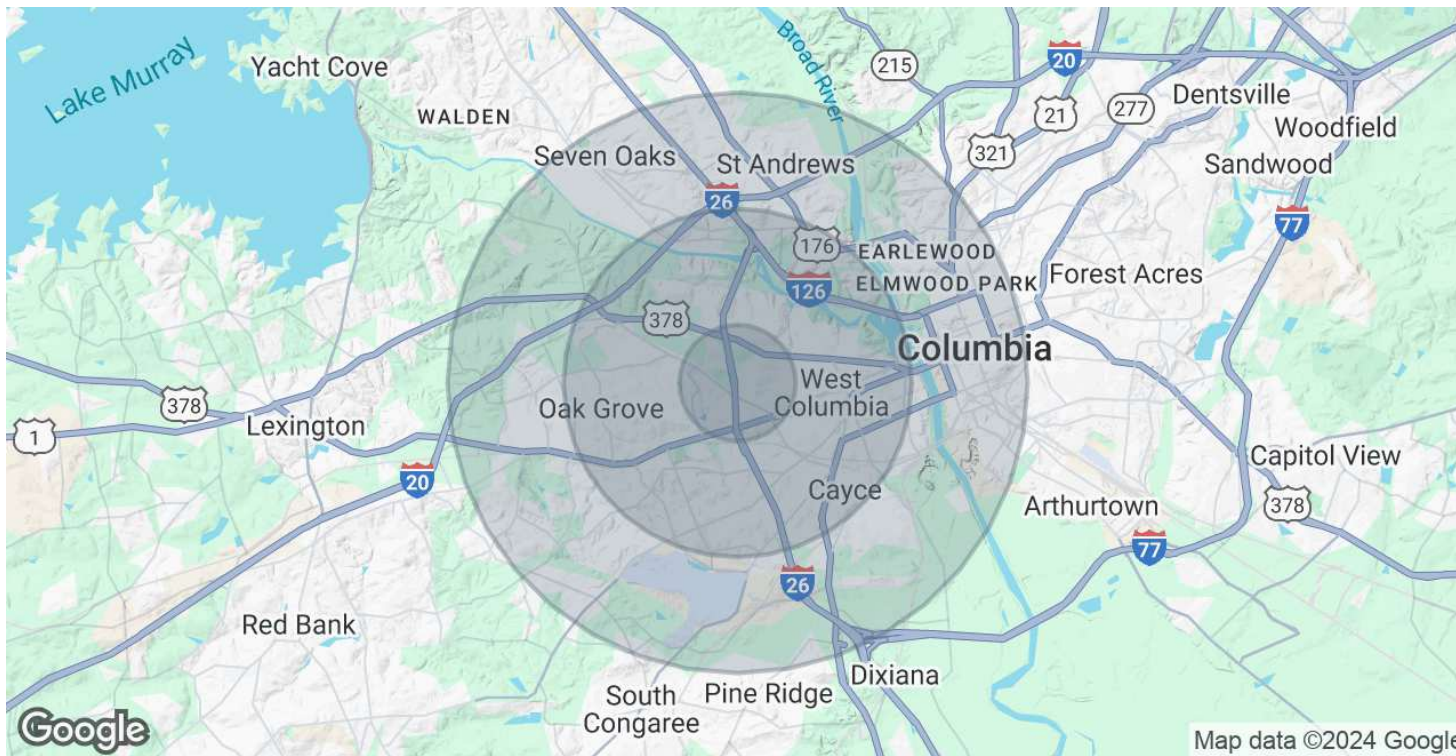 Lake Murray
Yacht Cove
WALDEN
Broad River
215
20
21
277
Dentsville
Woodfield
321
Sandwood
Seven Oaks
St Andrews
26
77
176
EARLEWOOD
ELMWOOD PARK
Forest Acres
126
378
Columbia
West
Columbia
378
Oak Grove
1
Lexington
20
Cayce
Capitol View
378
Arthurtown
77
26
Red Bank
Dixiana
South
Congaree
Pine Ridge
Google
Map data ©2024 Google